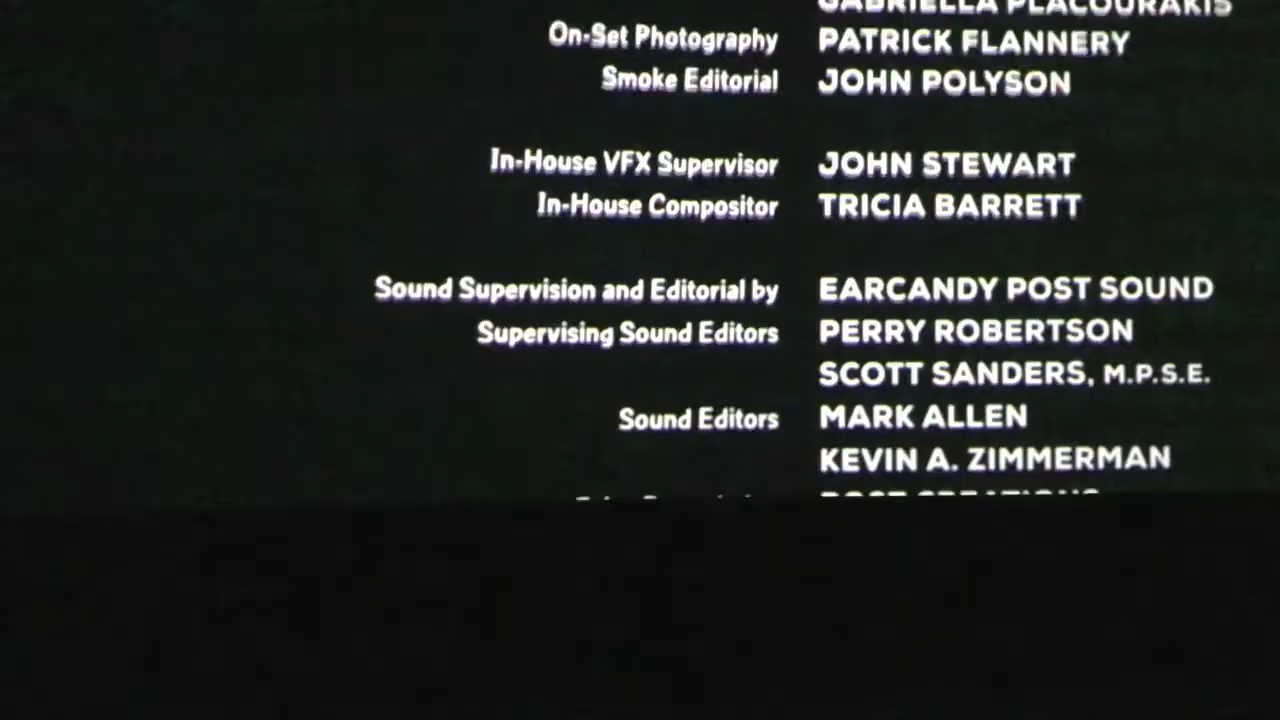 GABRIELLA PLACOURAKIS
On-Set Photography PATRICK FLANNERY
Smoke Editorial JOHN POLYSON
In-House VFX Supervisor JOHN STEWART
In-House Compositor TRICIA BARRETT
Sound Supervision and Editorial by EARCANDY POST SOUND
Supervising Sound Editors PERRY ROBERTSON
SCOTT SANDERS, M.P.S.E.
Sound Editors MARK ALLEN
KEVIN A. ZIMMERMAN